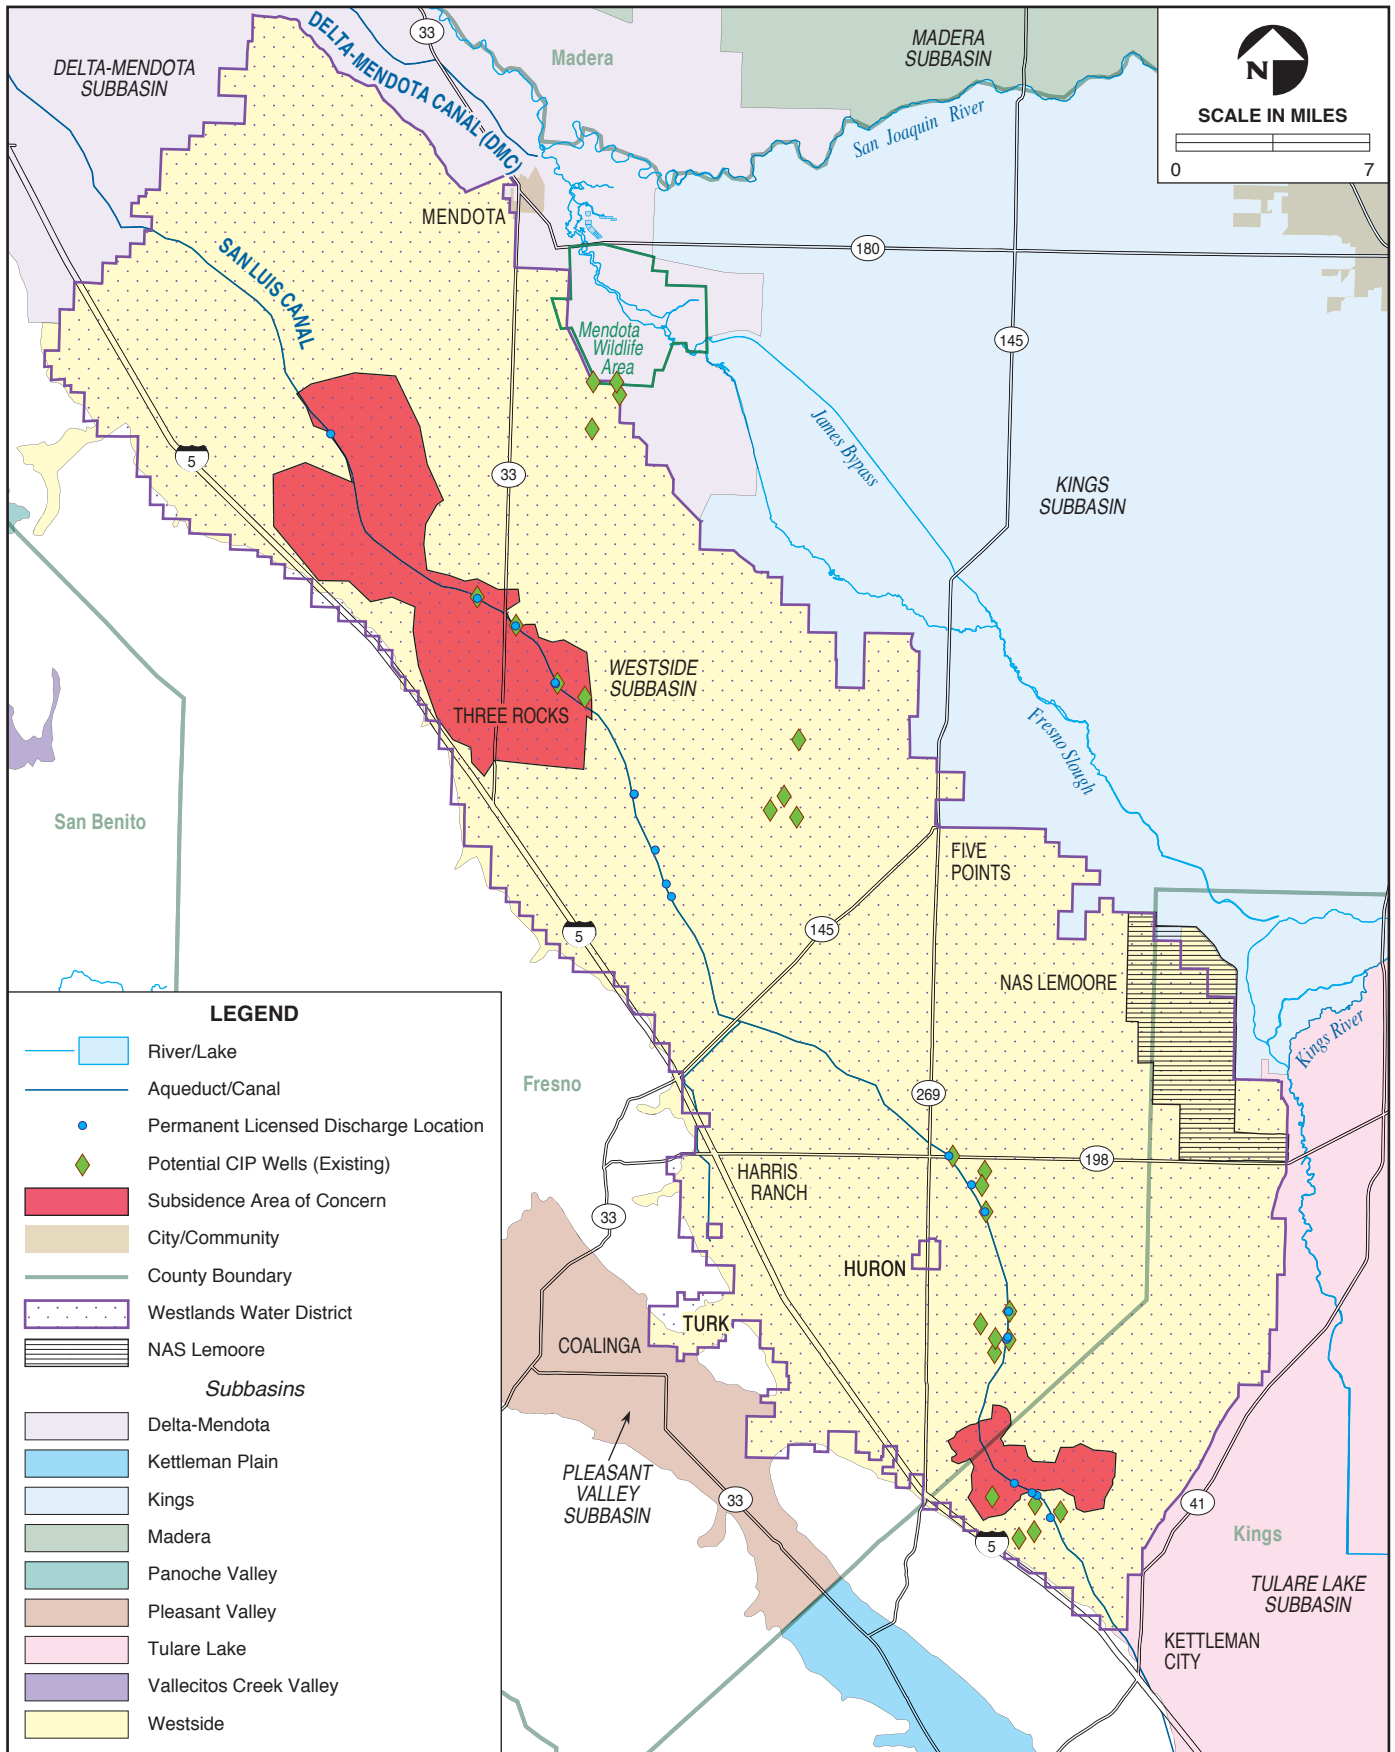 DELTA-MENDOTA
SUBBASIN
DELTA-MENDOTA CANAL (DMC)
33
Madera
MADERA
SUBBASIN
San Joaquin River
N
SCALE IN MILES
0 7
MENDOTA
180
SAN LUIS CANAL
Mendota
Wildlife
Area
145
James Bypass
5
33
KINGS
SUBBASIN
WESTSIDE
SUBBASIN
THREE ROCKS
Fresno Slough
San Benito
FIVE
POINTS
145
5
NAS LEMOORE
Kings River
Fresno
269
198
HARRIS
RANCH
33
HURON
TURK
COALINGA
PLEASANT
VALLEY
SUBBASIN
33
41
5
Kings
TULARE LAKE
SUBBASIN
KETTLEMAN
CITY
LEGEND
River/Lake
Aqueduct/Canal
Permanent Licensed Discharge Location
Potential CIP Wells (Existing)
Subsidence Area of Concern
City/Community
County Boundary
Westlands Water District
NAS Lemoore
Subbasins
Delta-Mendota
Kettleman Plain
Kings
Madera
Panoche Valley
Pleasant Valley
Tulare Lake
Vallecitos Creek Valley
Westside